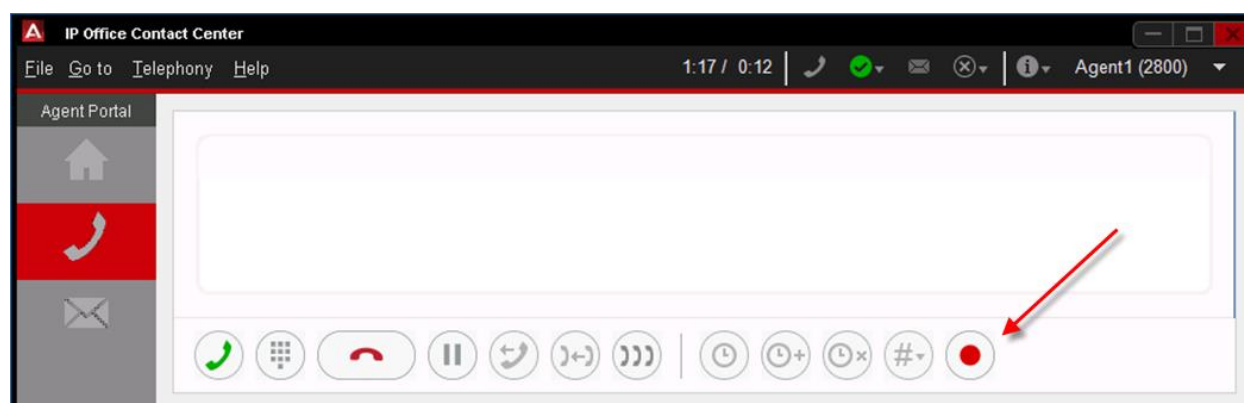 IP Office Contact Center
File Go to Telephony Help 1:17 / 0:12 Agent1 (2800)
Agent Portal
#